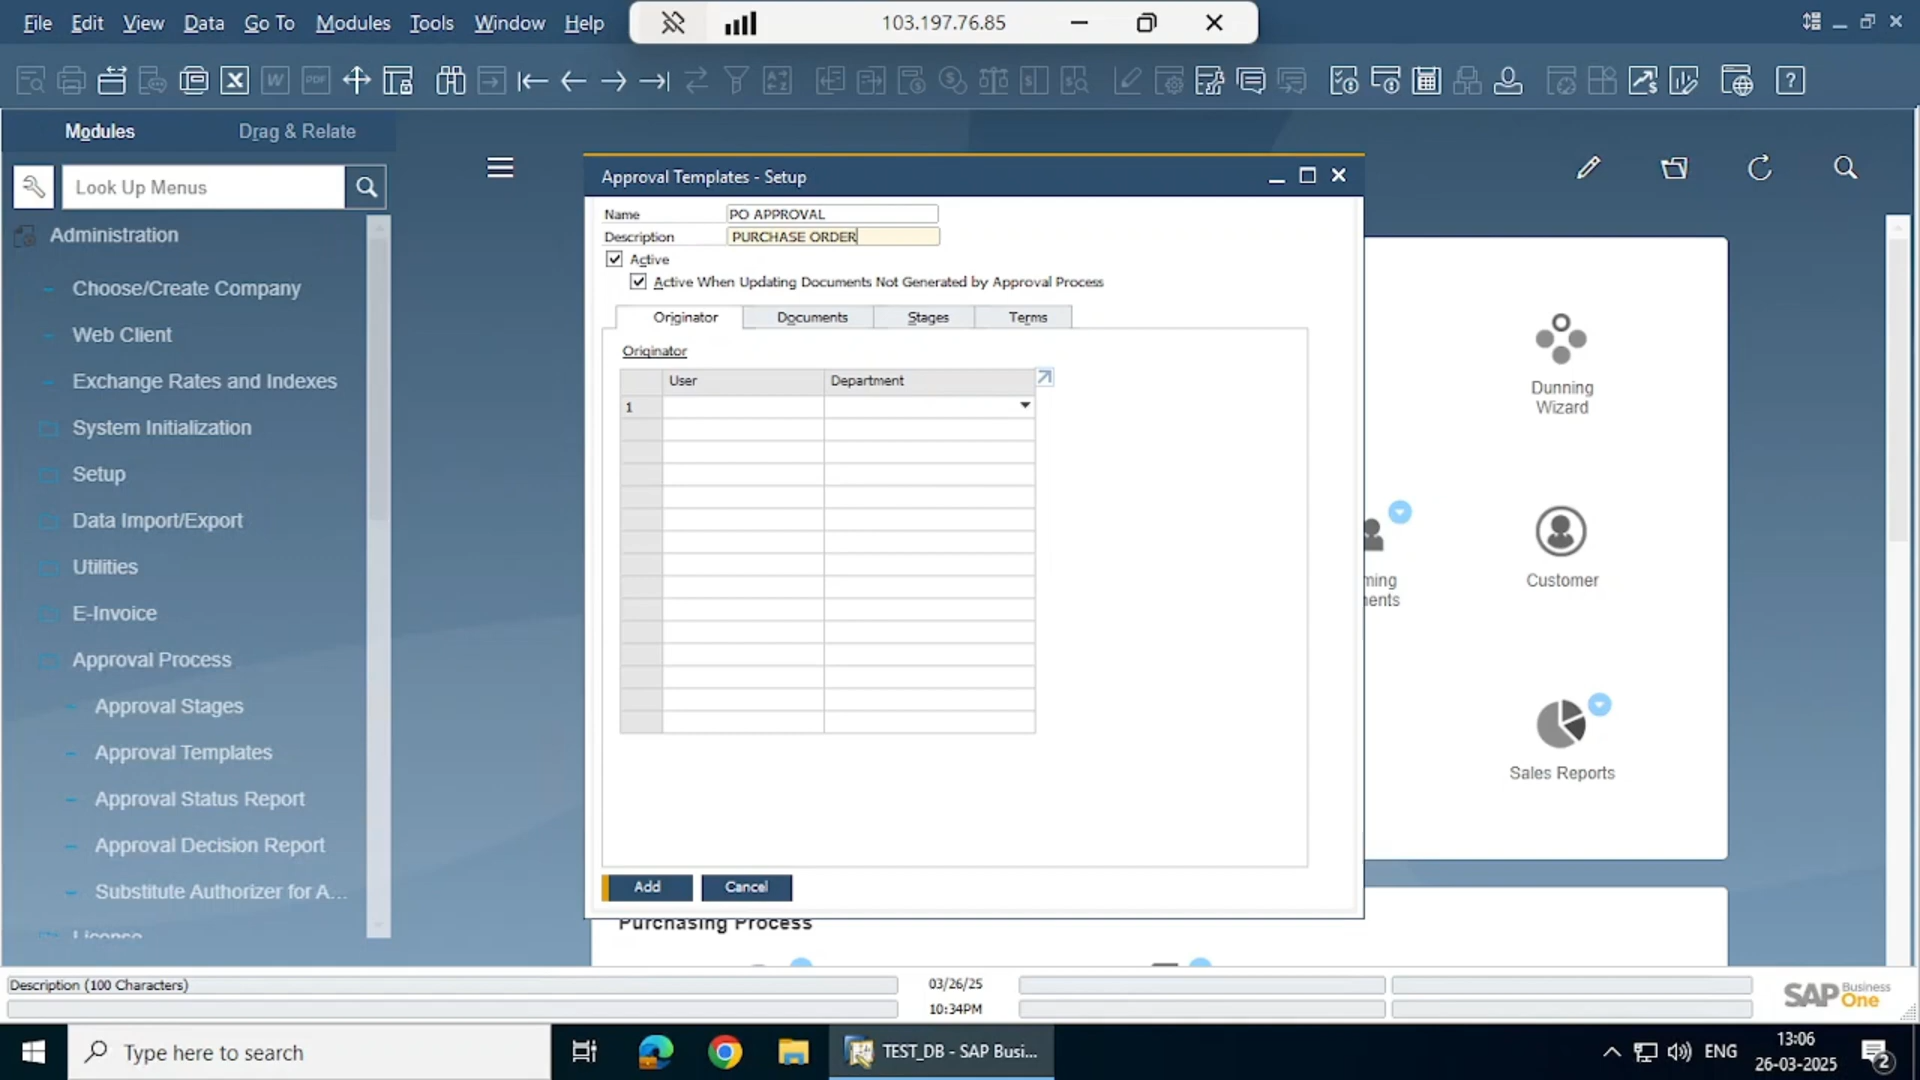 File Edit View Data Go To Modules Tools Window Help
103.197.76.85
Modules Drag & Relate
Look Up Menus
Administration
Choose/Create Company
Web Client
Exchange Rates and Indexes
System Initialization
Setup
Data Import/Export
Utilities
E-Invoice
Approval Process
Approval Stages
Approval Templates
Approval Status Report
Approval Decision Report
Substitute Authorizer for A...
License
Approval Templates - Setup
Name PO APPROVAL
Description PURCHASE ORDER
Active
Active When Updating Documents Not Generated by Approval Process
Originator Documents Stages Terms
Originator
User Department
1
Add Cancel
Dunning
Wizard
ming
ents
Customer
Sales Reports
Purchasing Process
Description (100 Characters)
03/26/25
10:34PM
SAP Business One
Type here to search
TEST_DB - SAP Busi...
ENG
13:06
26-03-2025
2